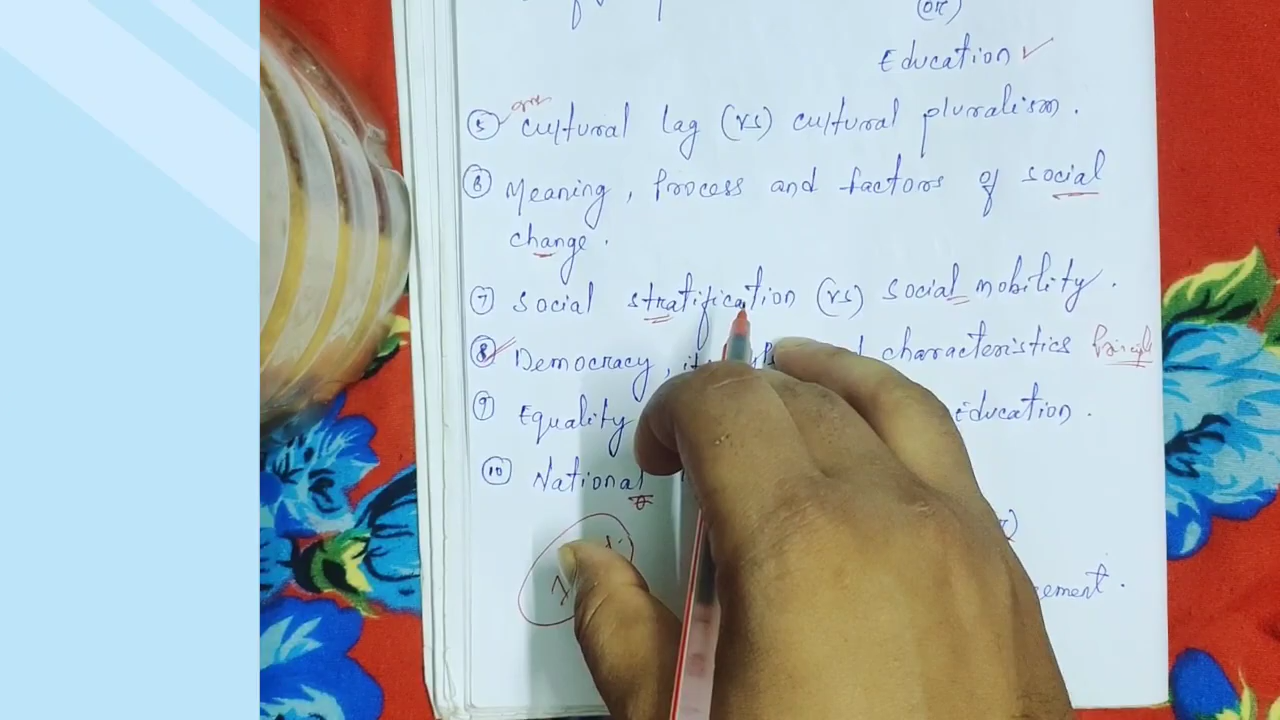 (or)
Education
⑤ Cultural lag (vs) cultural pluralism.
⑥ Meaning, Process and factors of social
change.
⑦ Social stratification (vs) social mobility.
⑧ Democracy, characteristics
⑨ Equality education.
⑩ National